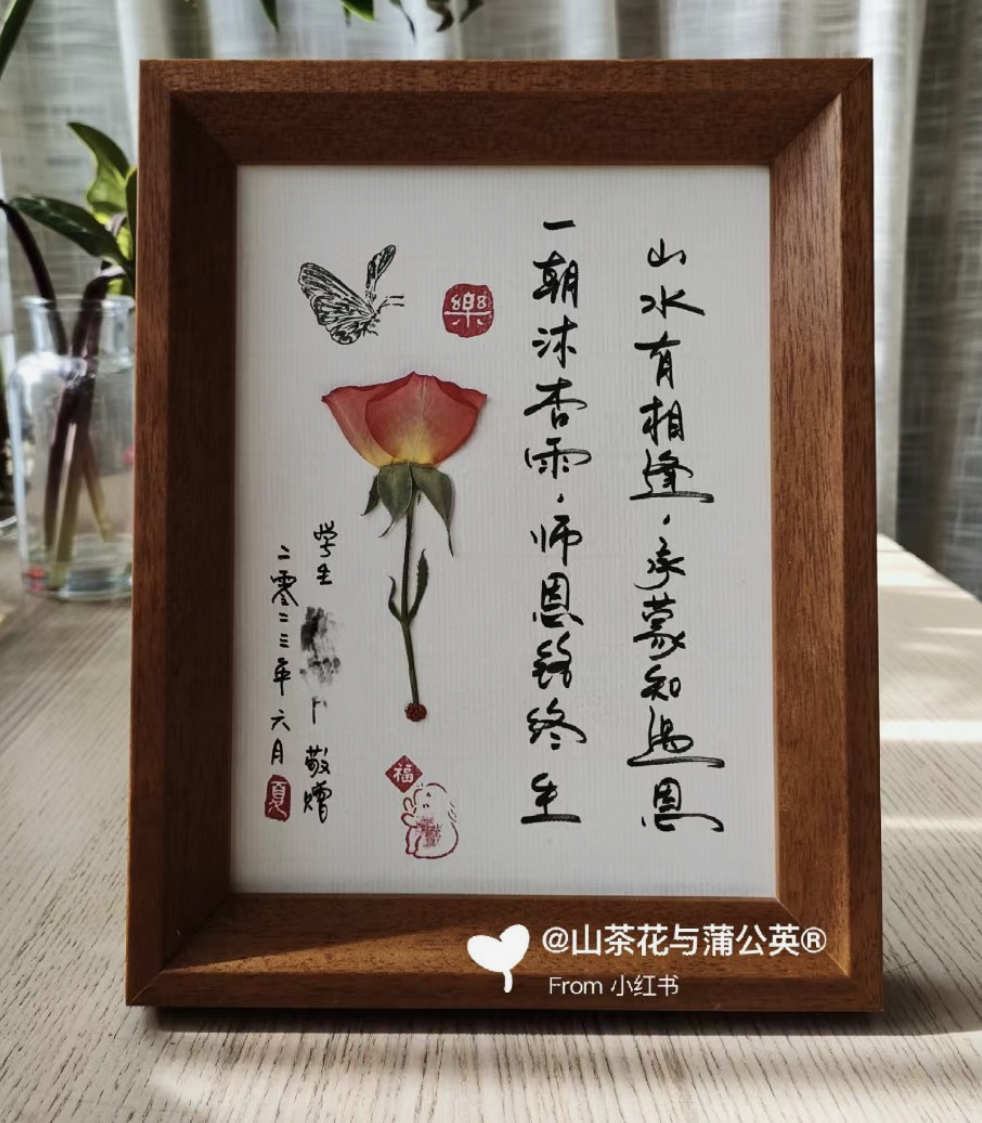 山水有相逢，承蒙知遇恩
一朝沐杏雨，师恩铭终生
樂
学生
敬赠
二零二三年六月
福
@山茶花与蒲公英®
From 小红书